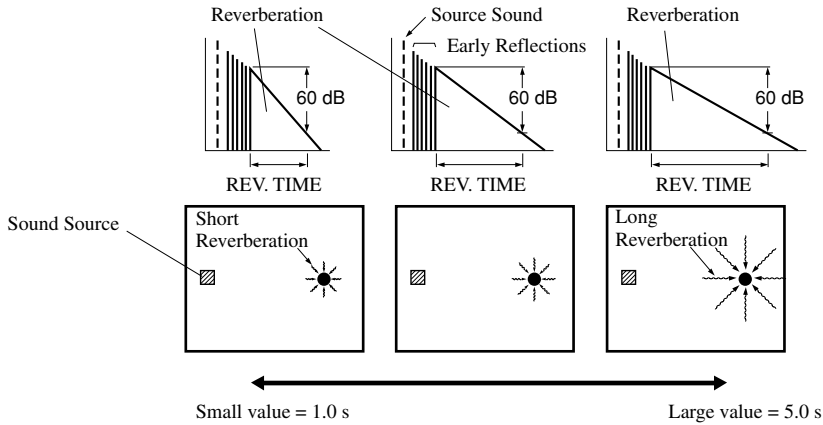 Reverberation
Source Sound
Reverberation
Early Reflections
60 dB
60 dB
60 dB
REV. TIME
REV. TIME
REV. TIME
Sound Source
Short
Reverberation
Long
Reverberation
Small value = 1.0 s
Large value = 5.0 s